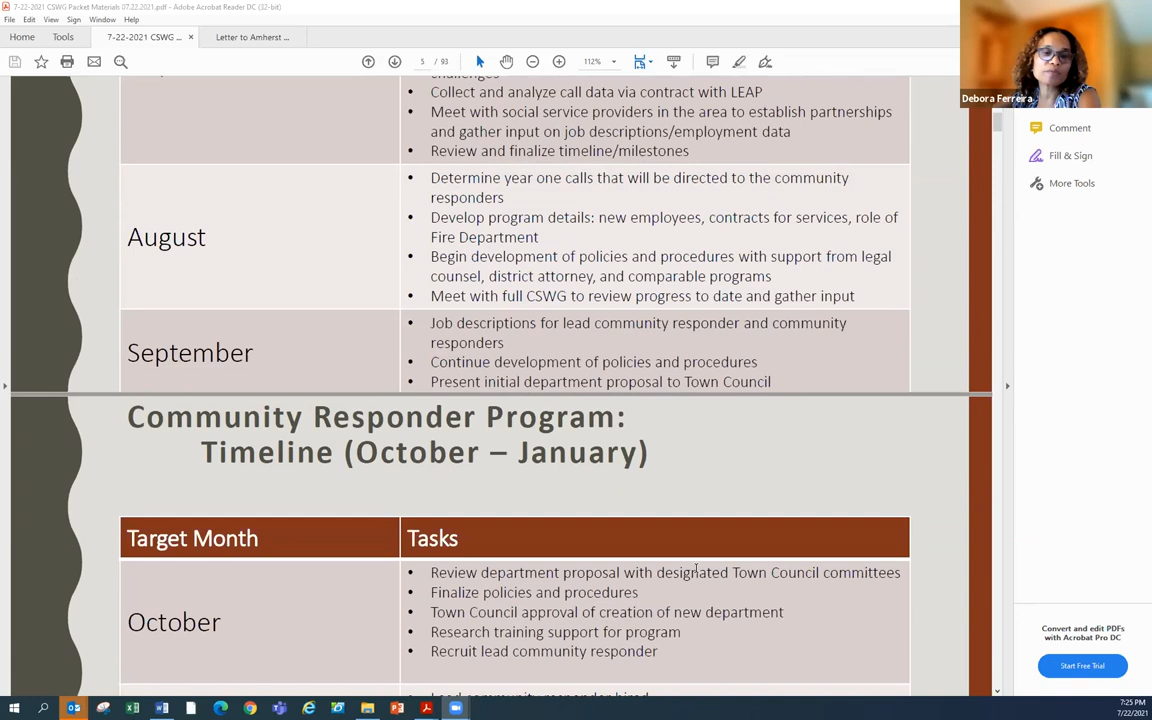 7-22-2021 CSWG Packet Materials 07.22.2021.pdf - Adobe Acrobat Reader DC (32-bit)
File Edit View Sign Window Help
Home Tools 7-22-2021 CSWG ... × Letter to Amherst ...
5 / 93 112%
Debora Ferreira
Comment
Fill & Sign
More Tools
challenges
• Collect and analyze call data via contract with LEAP
• Meet with social service providers in the area to establish partnerships
and gather input on job descriptions/employment data
• Review and finalize timeline/milestones
August
• Determine year one calls that will be directed to the community
responders
• Develop program details: new employees, contracts for services, role of
Fire Department
• Begin development of policies and procedures with support from legal
counsel, district attorney, and comparable programs
• Meet with full CSWG to review progress to date and gather input
September
• Job descriptions for lead community responder and community
responders
• Continue development of policies and procedures
• Present initial department proposal to Town Council
Community Responder Program:
Timeline (October – January)
Target Month Tasks
October
• Review department proposal with designated Town Council committees
• Finalize policies and procedures
• Town Council approval of creation of new department
• Research training support for program
• Recruit lead community responder
Lead community responder hired
Convert and edit PDFs
with Acrobat Pro DC
Start Free Trial
7:25 PM
7/22/2021